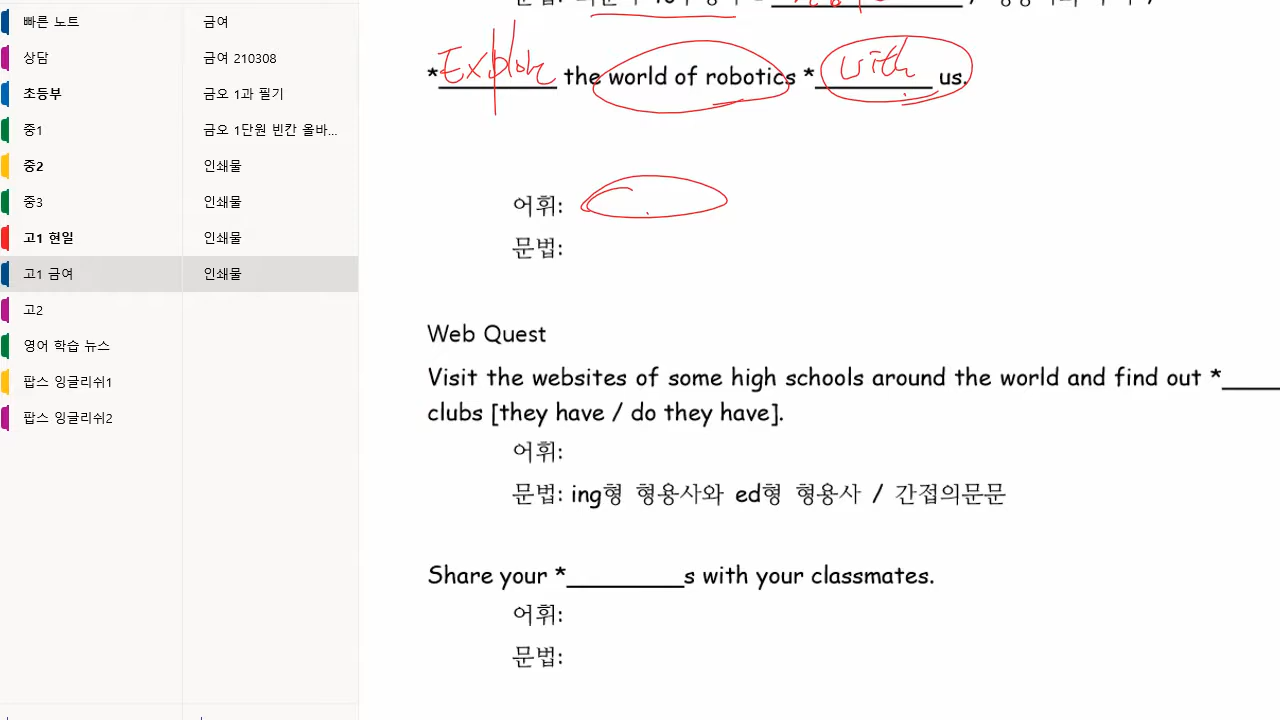 빠른 노트
상담
초등부
중1
중2
중3
고1 현일
고1 금여
고2
영어 학습 뉴스
팝스 잉글리쉬1
팝스 잉글리쉬2
금여
금여 210308
금오 1과 필기
금오 1단원 빈칸 올바...
인쇄물
인쇄물
인쇄물
인쇄물
*Explore the world of robotics *with us.
어휘:
문법:
Web Quest
Visit the websites of some high schools around the world and find out *_____
clubs [they have / do they have].
어휘:
문법: ing형 형용사와 ed형 형용사 / 간접의문문
Share your *_________s with your classmates.
어휘:
문법: